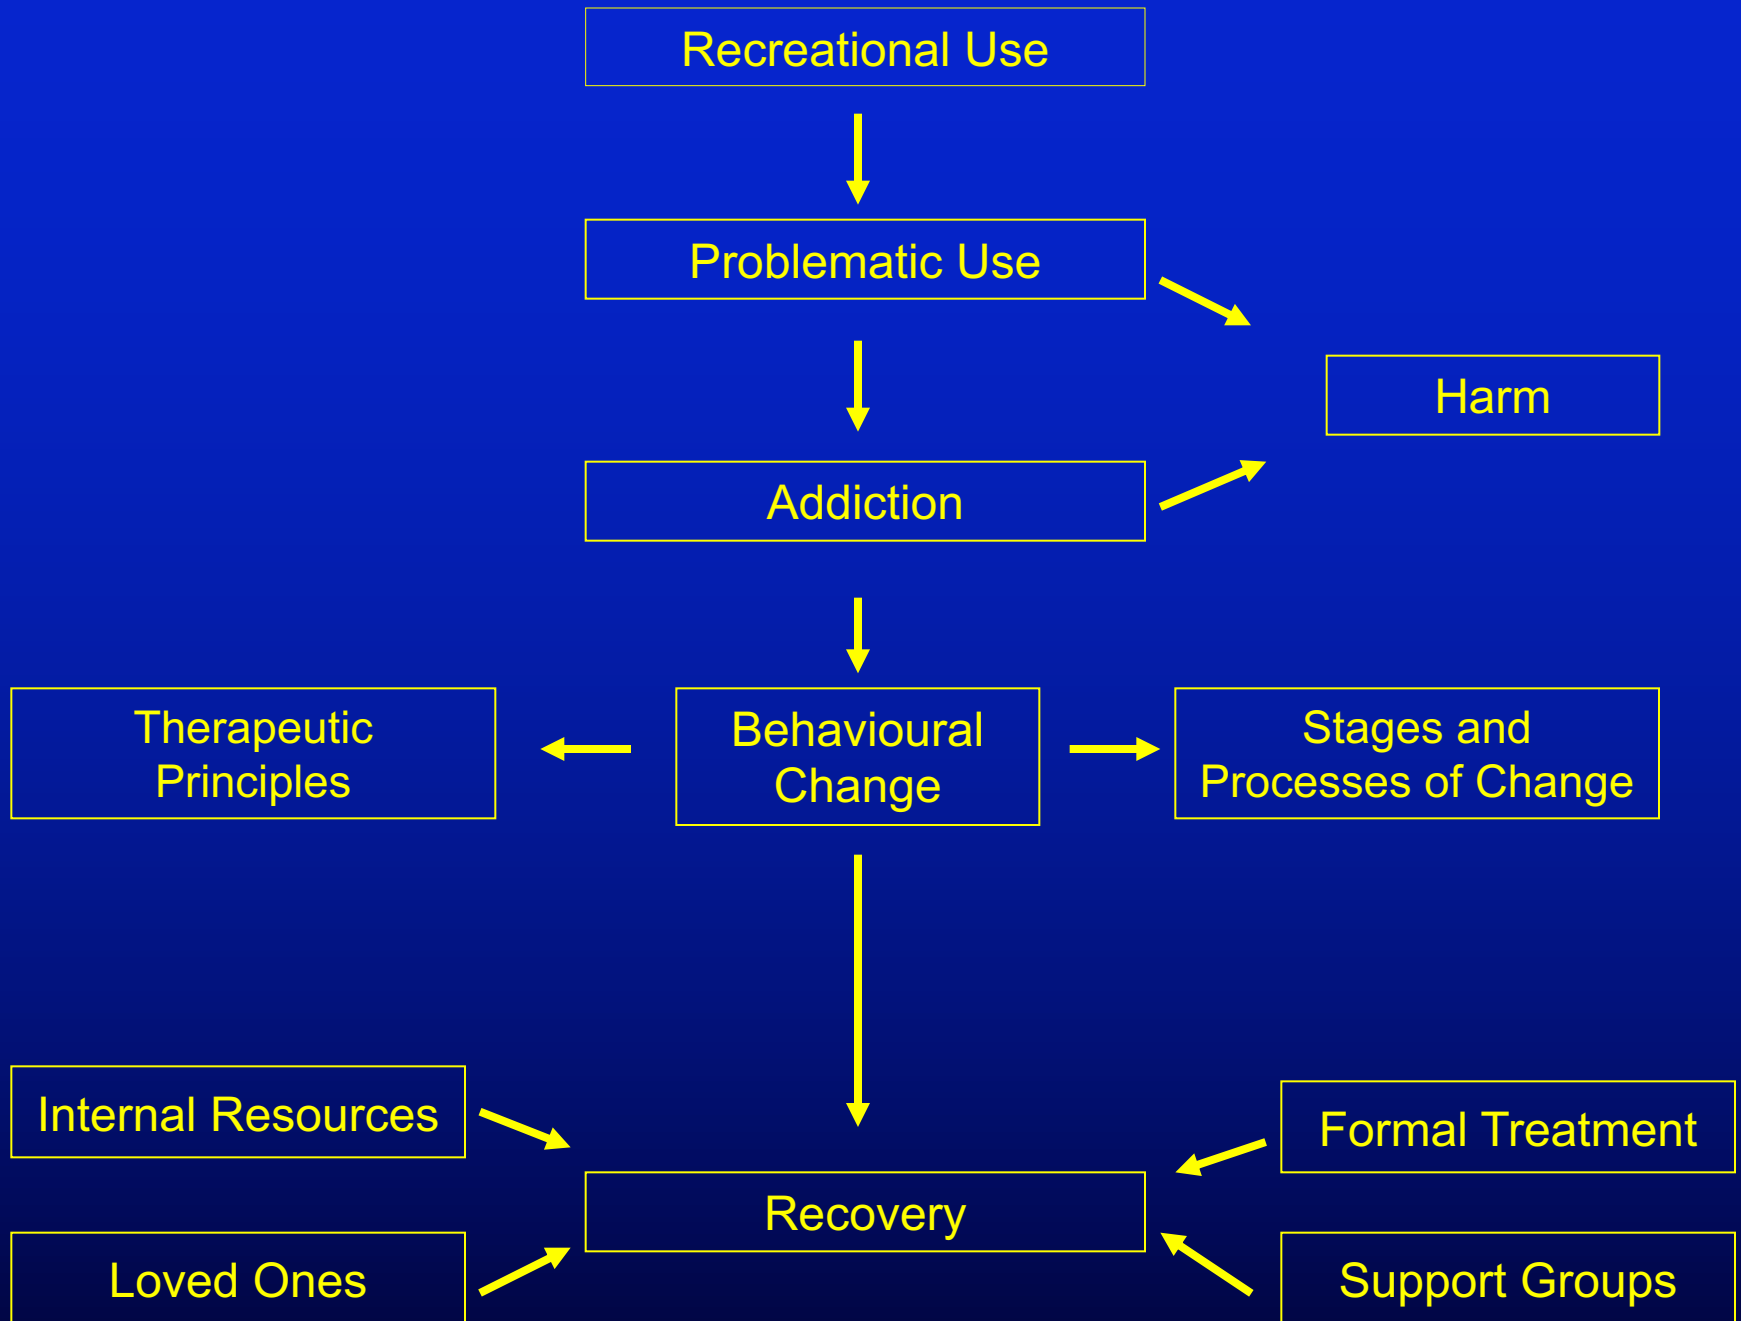 Recreational Use
Problematic Use
Harm
Addiction
Therapeutic
Principles
Behavioural
Change
Stages and
Processes of Change
Internal Resources
Formal Treatment
Recovery
Loved Ones
Support Groups